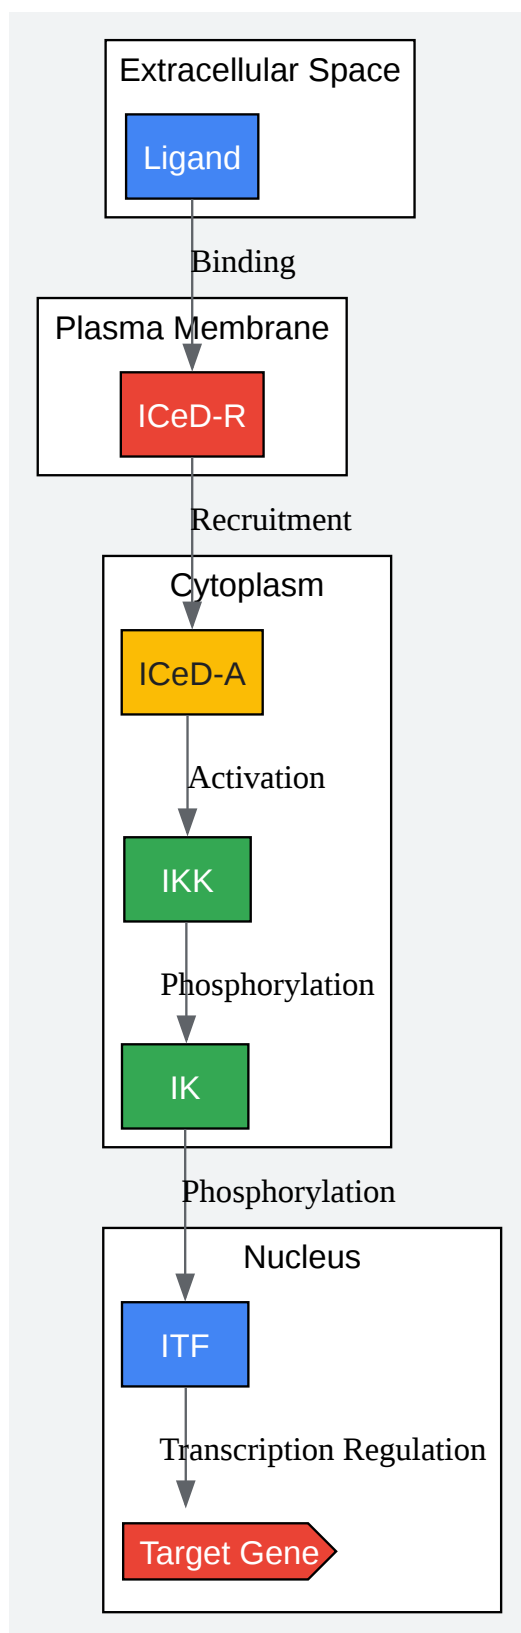 Extracellular Space
Ligand
Binding
Plasma Membrane
ICeD-R
Recruitment
Cytoplasm
ICeD-A
Activation
IKK
Phosphorylation
IK
Phosphorylation
Nucleus
ITF
Transcription Regulation
Target Gene